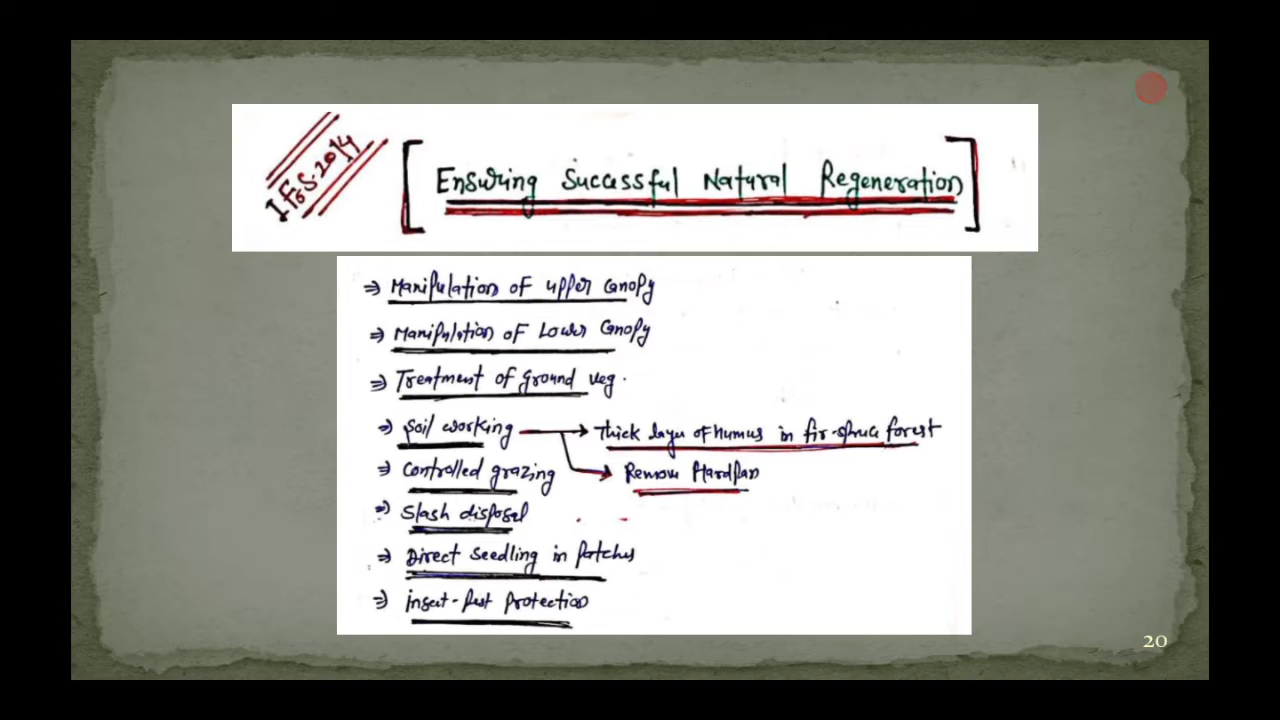 I.FoS-2014
Ensuring Successful Natural Regeneration
⇒ Manipulation of upper Canopy
⇒ Manipulation of Lower Canopy
⇒ Treatment of Ground veg.
⇒ Soil working → Thick layer of humus in fir-spruce forest
→ Remove Hardpan
⇒ Controlled grazing
⇒ Slash disposal
⇒ Direct Seedling in patches
⇒ insect-pest protection
20